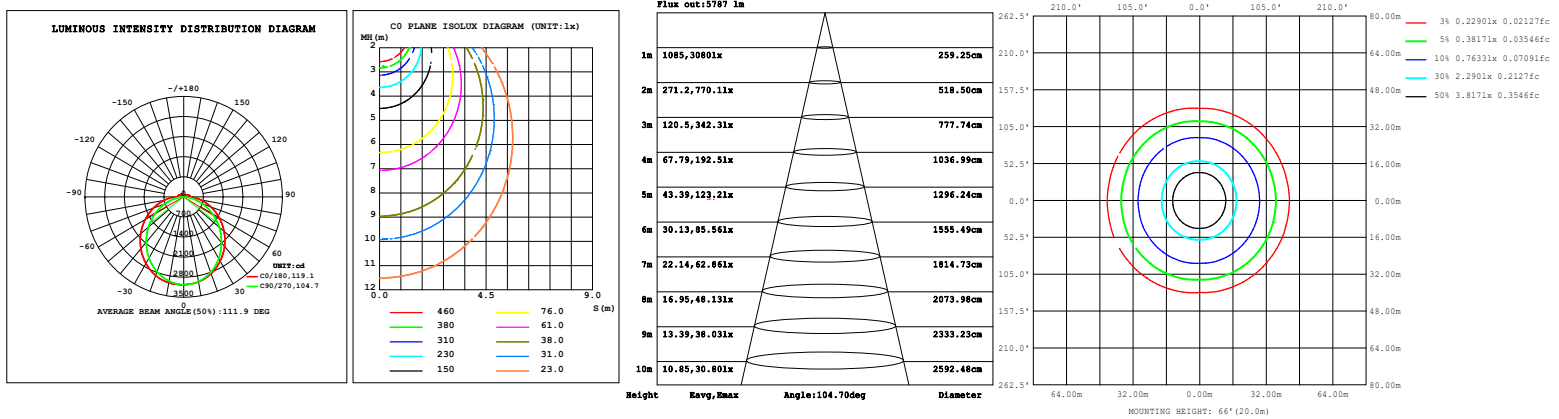 LUMINOUS INTENSITY DISTRIBUTION DIAGRAM
-/+180
-150
150
-120
120
-90
90
-60
60
-30
30
0
0
700
1400
2100
2800
3500
UNIT:cd
C0/180,119.1
C90/270,104.7
AVERAGE BEAM ANGLE(50%):111.9 DEG
C0 PLANE ISOLUX DIAGRAM (UNIT:lx)
MH(m)
2
3
4
5
6
7
8
9
10
11
12
0.0
4.5
9.0
S(m)
460
76.0
380
61.0
310
38.0
230
31.0
150
23.0
Flux out:5787 lm
1m 1085,3080lx 259.25cm
2m 271.2,770.1lx 518.50cm
3m 120.5,342.3lx 777.74cm
4m 67.79,192.5lx 1036.99cm
5m 43.39,123.2lx 1296.24cm
6m 30.13,85.56lx 1555.49cm
7m 22.14,62.86lx 1814.73cm
8m 16.95,48.13lx 2073.98cm
9m 13.39,38.03lx 2333.23cm
10m 10.85,30.80lx 2592.48cm
Height Eavg,Emax Angle:104.70deg Diameter
210.0' 105.0' 0.0' 105.0' 210.0'
262.5' 80.00m
210.0' 64.00m
157.5' 48.00m
105.0' 32.00m
52.5' 16.00m
0.0' 0.00m
52.5' 16.00m
105.0' 32.00m
157.5' 48.00m
210.0' 64.00m
262.5' 80.00m
64.00m 32.00m 0.00m 32.00m 64.00m
MOUNTING HEIGHT: 66'(20.0m)
3% 0.2290lx 0.02127fc
5% 0.3817lx 0.03546fc
10% 0.7633lx 0.07091fc
30% 2.290lx 0.2127fc
50% 3.817lx 0.3546fc